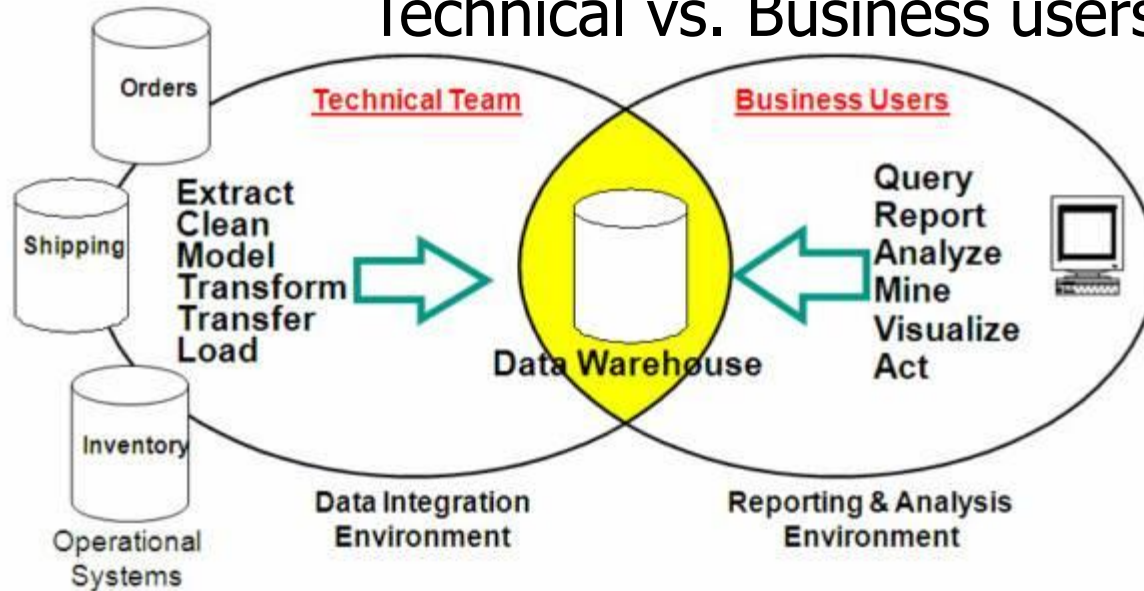 Technical vs. Business users
Orders
Shipping
Inventory
Operational
Systems
Technical Team
Extract
Clean
Model
Transform
Transfer
Load
Data Integration
Environment
Data Warehouse
Business Users
Query
Report
Analyze
Mine
Visualize
Act
Reporting & Analysis
Environment